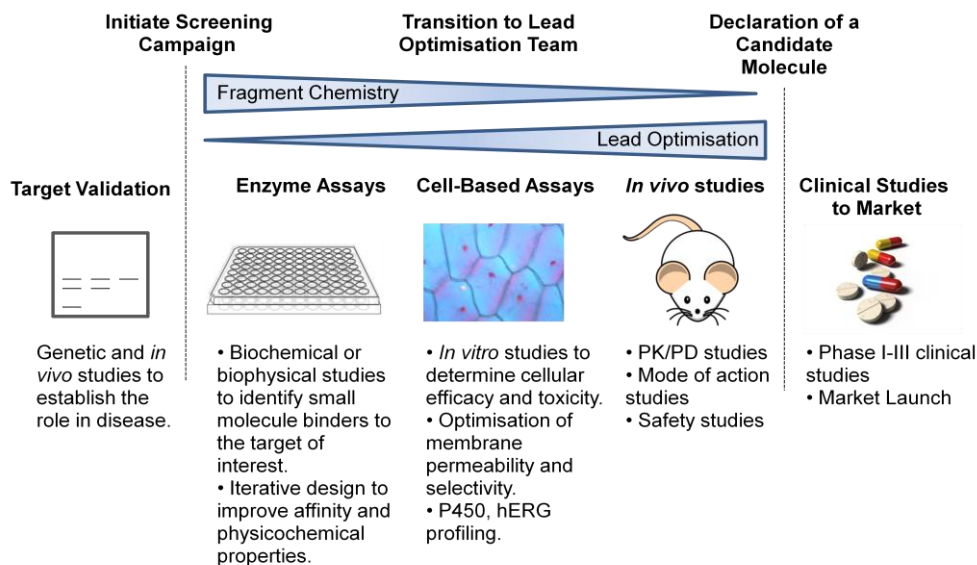 Initiate Screening
Campaign
Transition to Lead
Optimisation Team
Declaration of a
Candidate
Molecule
Fragment Chemistry
Lead Optimisation
Target Validation
Enzyme Assays
Cell-Based Assays
In vivo studies
Clinical Studies
to Market
Genetic and in
vivo studies to
establish the
role in disease.
• Biochemical or
biophysical studies
to identify small
molecule binders to
the target of
interest.
• Iterative design to
improve affinity and
physicochemical
properties.
• In vitro studies to
determine cellular
efficacy and toxicity.
• Optimisation of
membrane
permeability and
selectivity.
• P450, hERG
profiling.
• PK/PD studies
• Mode of action
studies
• Safety studies
• Phase I-III clinical
studies
• Market Launch